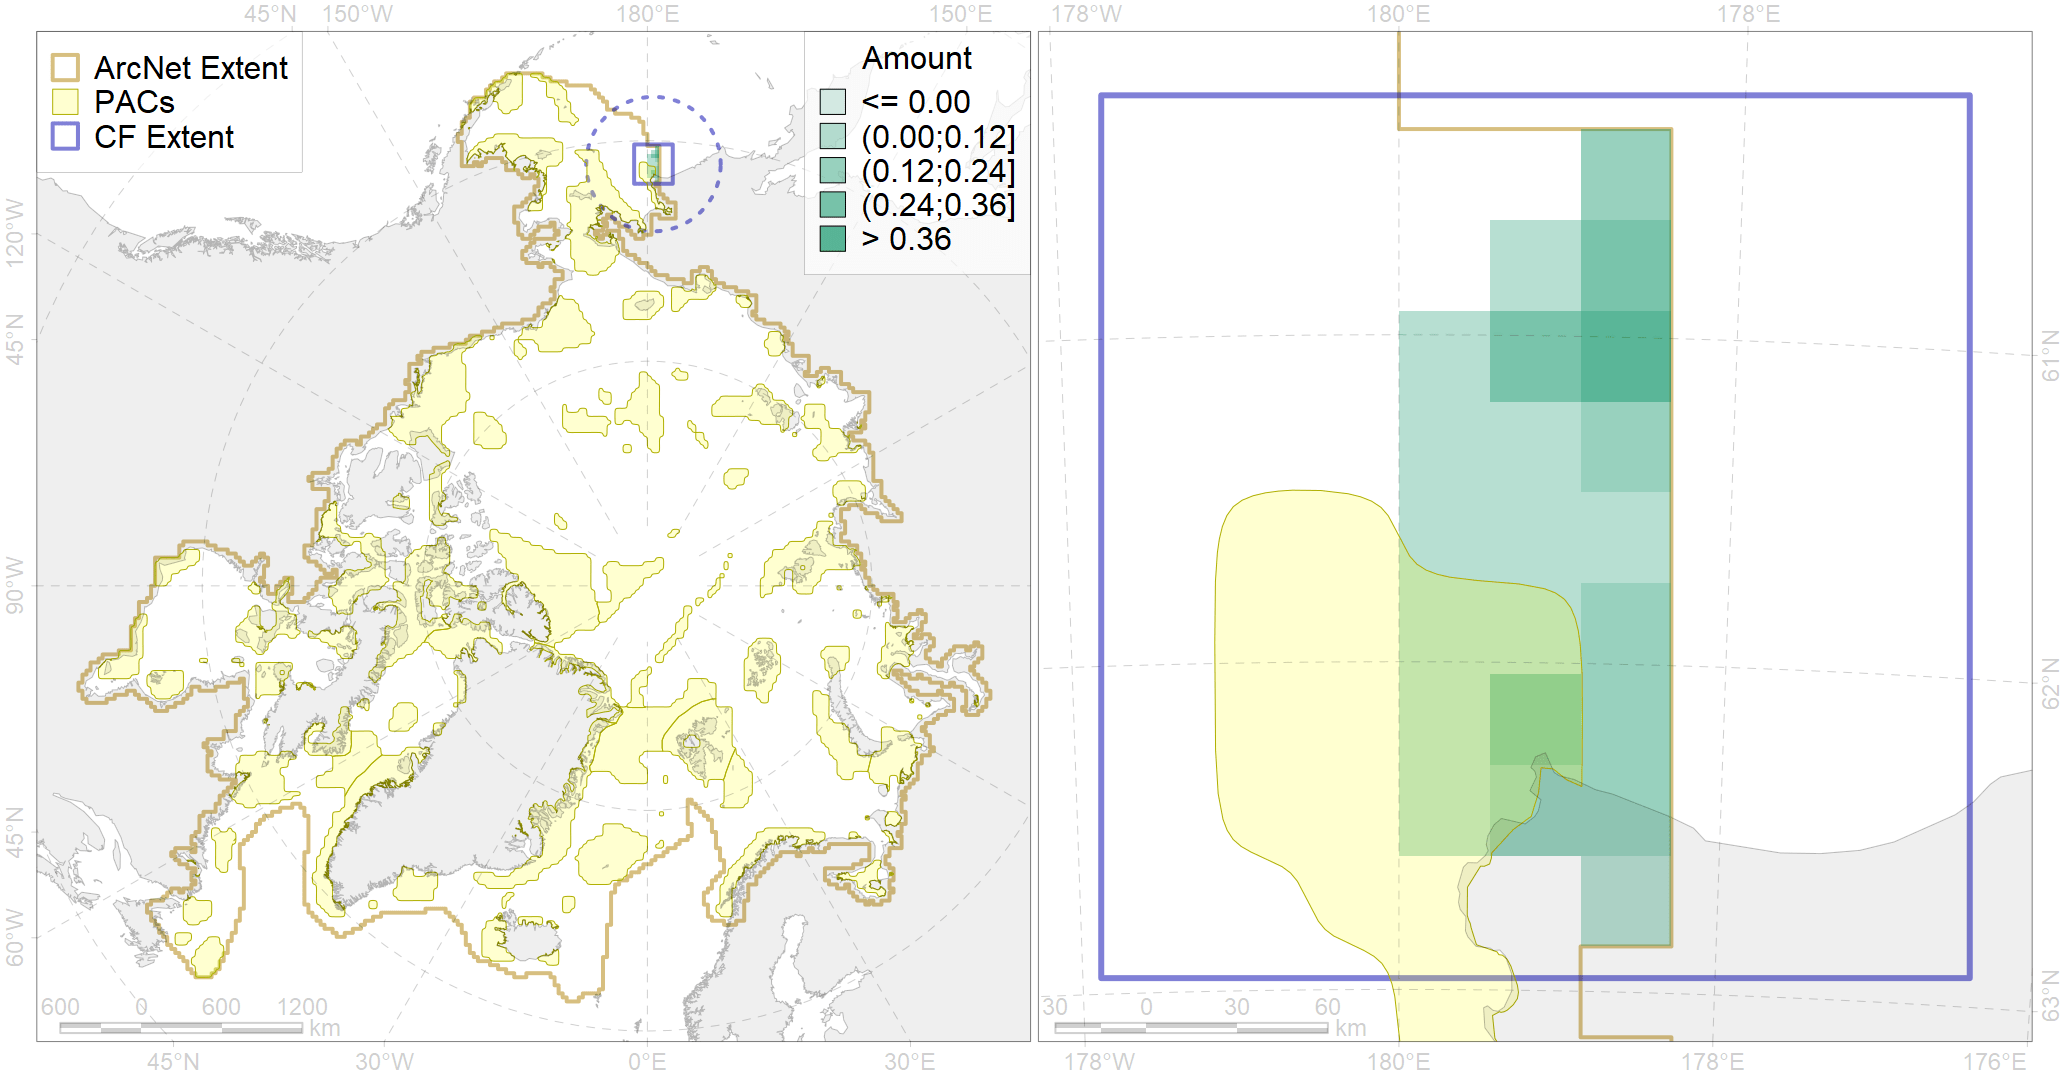 45°N 150°W 180°E 150°E 178°W 180°E 178°E
ArcNet Extent
PACs
CF Extent
Amount
<= 0.00
(0.00;0.12]
(0.12;0.24]
(0.24;0.36]
> 0.36
120°W
45°N
90°W
45°N
60°W
61°N
62°N
63°N
600 0 600 1200
km
30 0 30 60
km
45°N 30°W 0°E 30°E 178°W 180°E 178°E 176°E